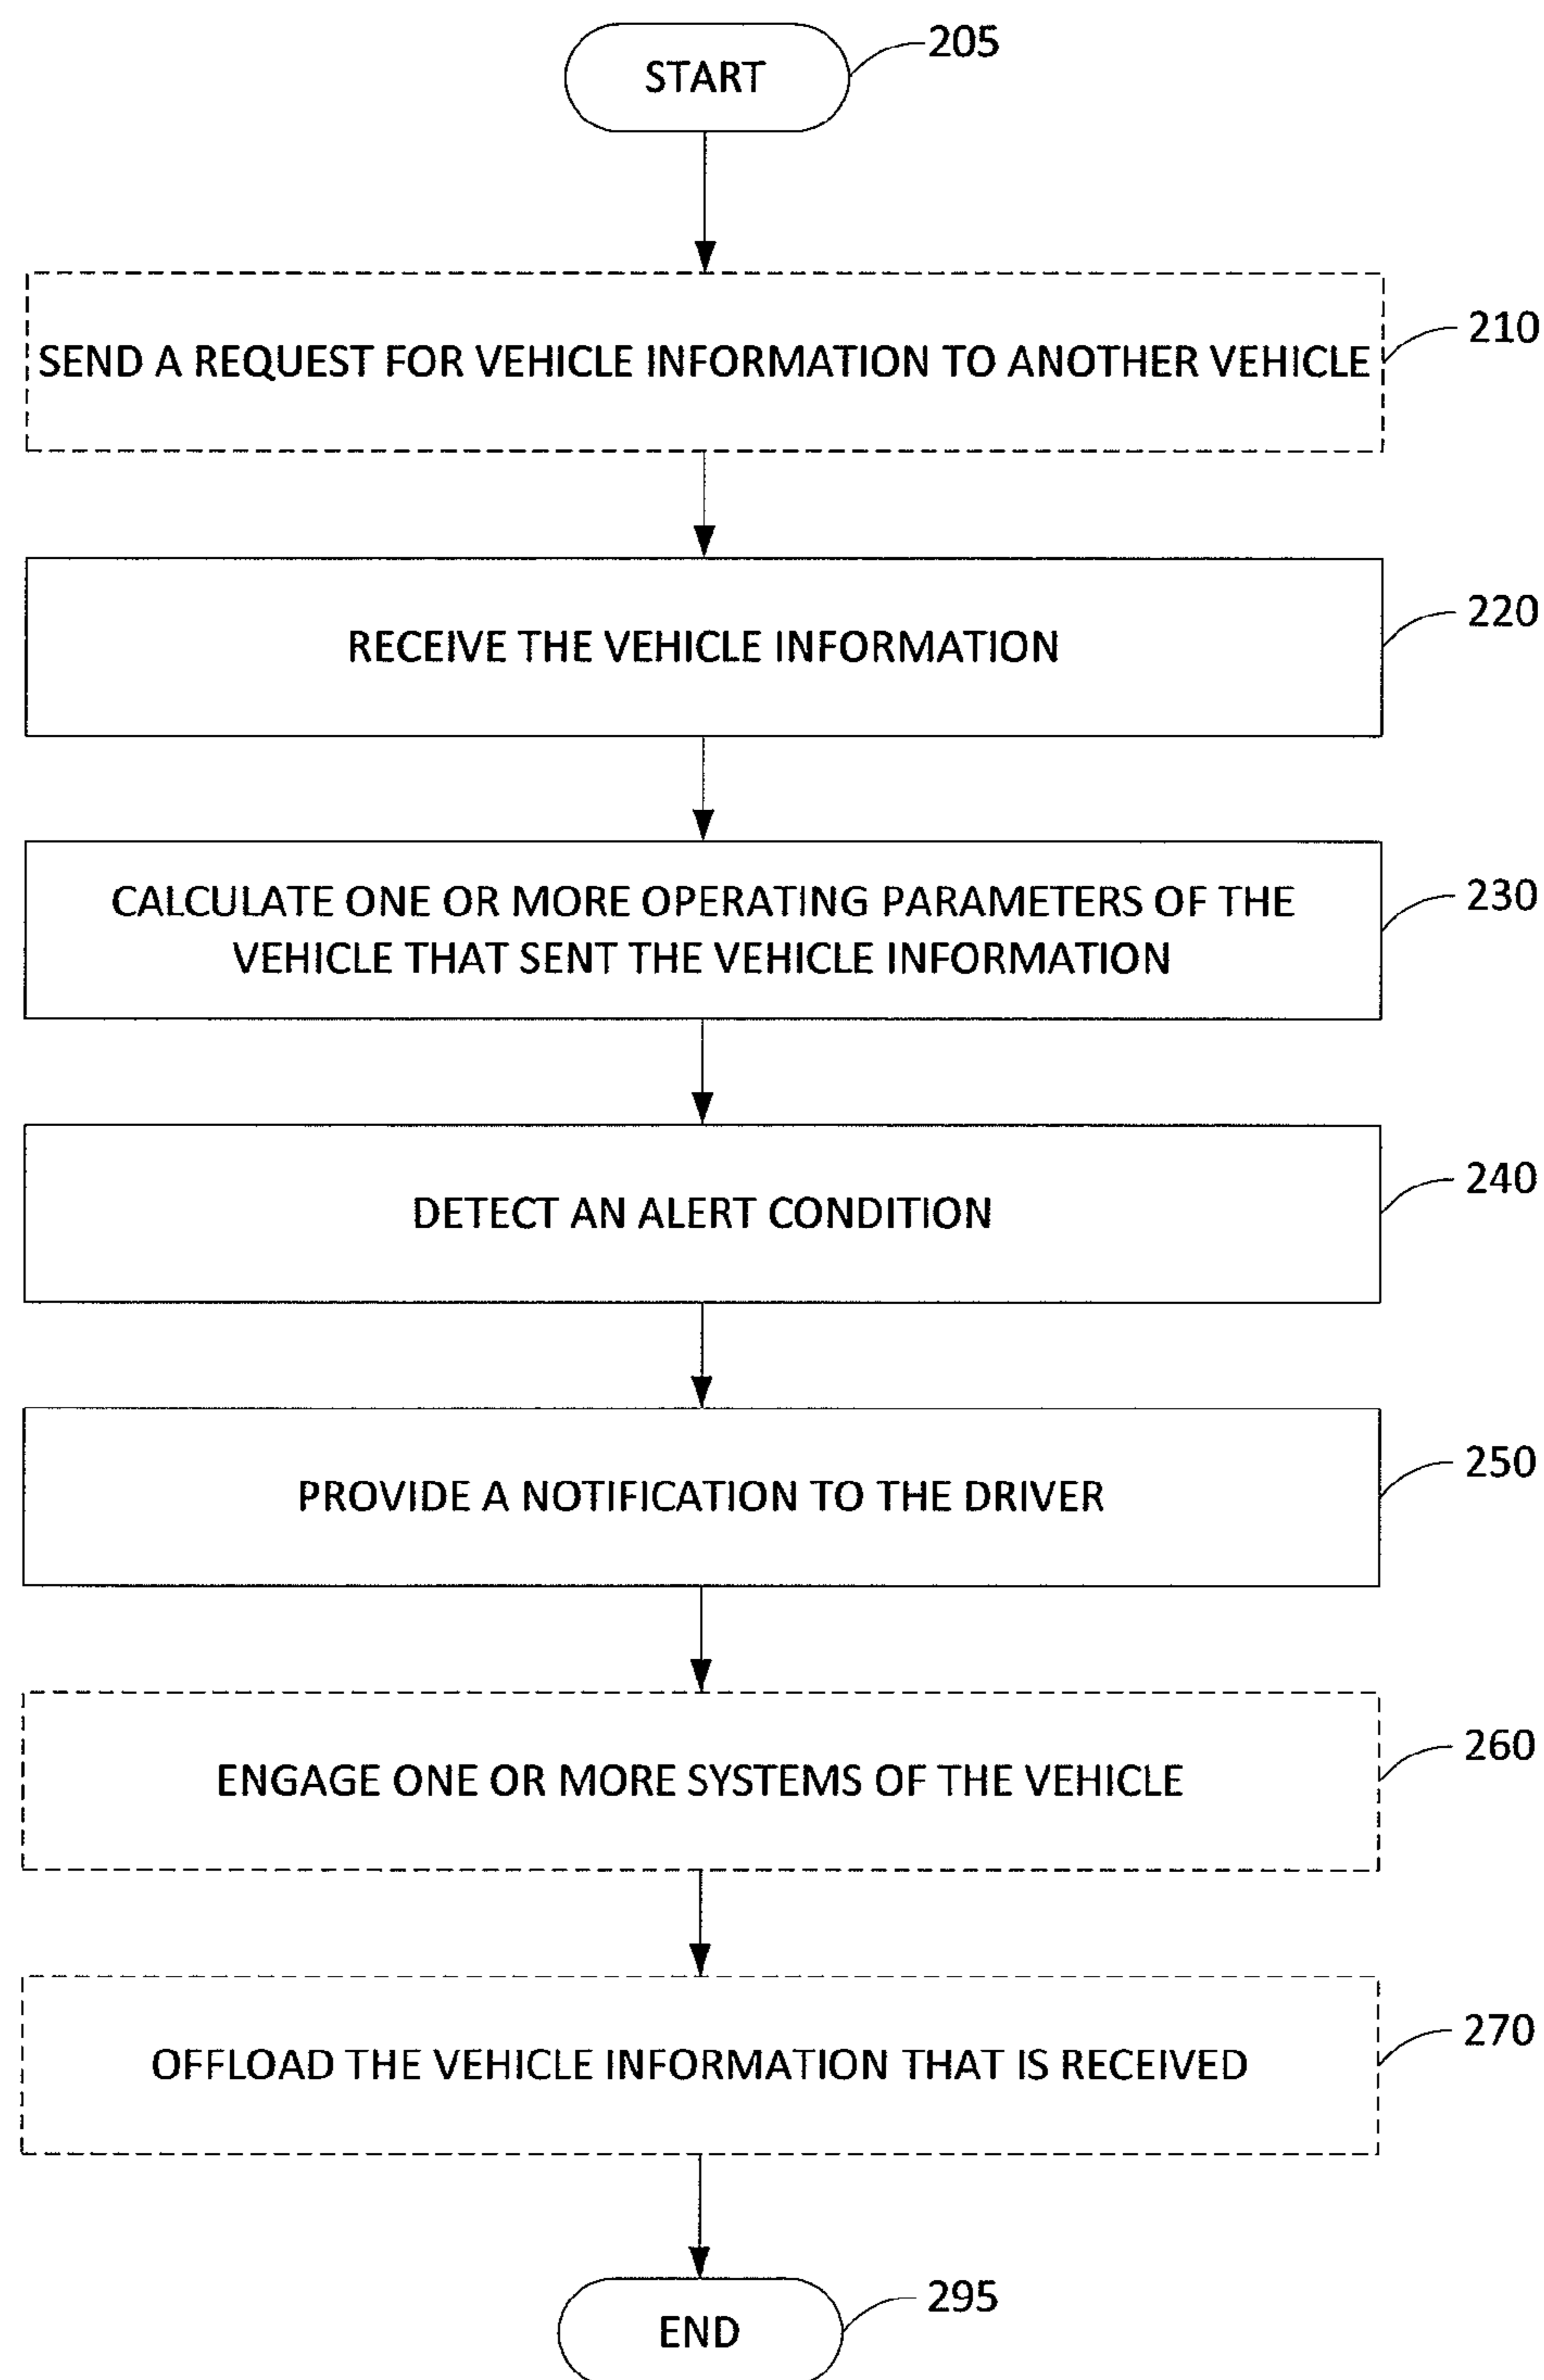 START
205
SEND A REQUEST FOR VEHICLE INFORMATION TO ANOTHER VEHICLE
210
RECEIVE THE VEHICLE INFORMATION
220
CALCULATE ONE OR MORE OPERATING PARAMETERS OF THE
VEHICLE THAT SENT THE VEHICLE INFORMATION
230
DETECT AN ALERT CONDITION
240
PROVIDE A NOTIFICATION TO THE DRIVER
250
ENGAGE ONE OR MORE SYSTEMS OF THE VEHICLE
260
OFFLOAD THE VEHICLE INFORMATION THAT IS RECEIVED
270
END
295